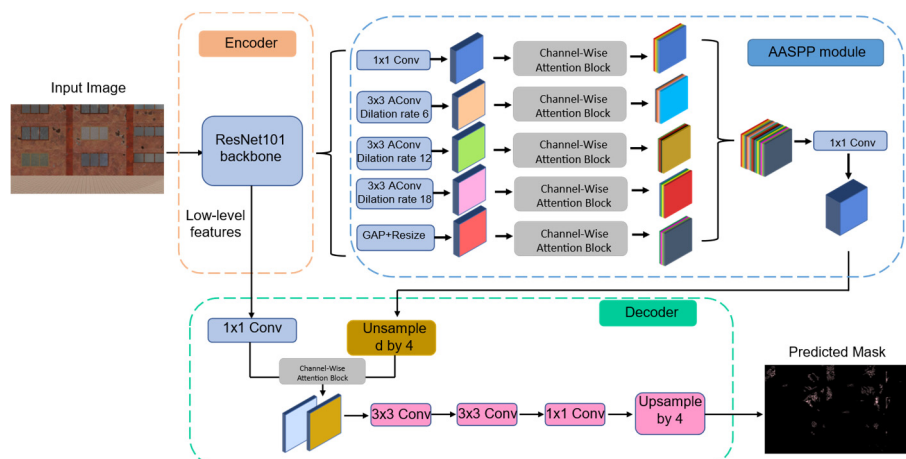 Encoder
AASPP module
Input Image
ResNet101
backbone
Low-level
features
1x1 Conv
Channel-Wise
Attention Block
3x3 AConv
Dilation rate 6
Channel-Wise
Attention Block
3x3 AConv
Dilation rate 12
Channel-Wise
Attention Block
3x3 AConv
Dilation rate 18
Channel-Wise
Attention Block
GAP+Resize
Channel-Wise
Attention Block
1x1 Conv
Decoder
1x1 Conv
Unsample
d by 4
Channel-Wise
Attention Block
3x3 Conv
3x3 Conv
1x1 Conv
Upsample
by 4
Predicted Mask